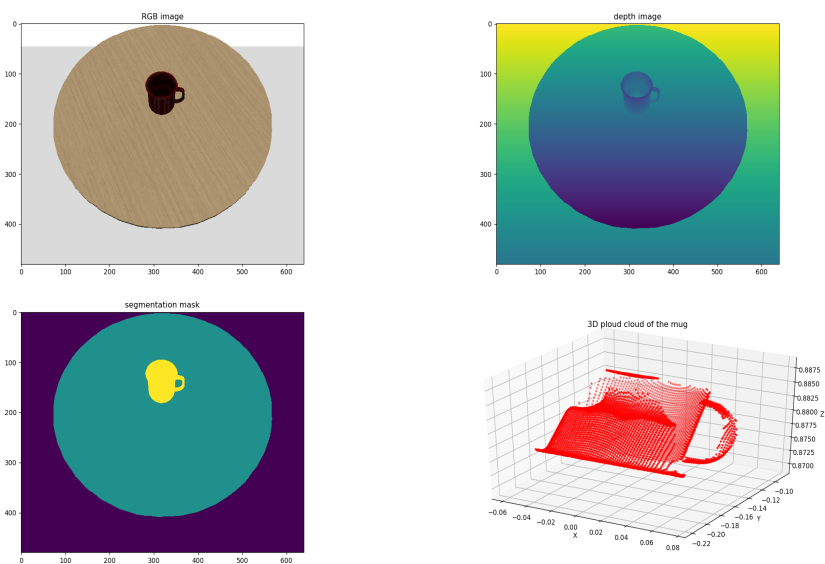 RGB image
0
100
200
300
400
0 100 200 300 400 500 600
depth image
0
100
200
300
400
0 100 200 300 400 500 600
segmentation mask
0
100
200
300
400
0 100 200 300 400 500 600
3D ploud cloud of the mug
0.8875
0.8850
0.8825
0.8800
0.8775
0.8750
0.8725
0.8700
Z
−0.06 −0.04 −0.02 0.00 0.02 0.04 0.06 0.08
X
−0.22 −0.20 −0.18 −0.16 −0.14 −0.12 −0.10
Y